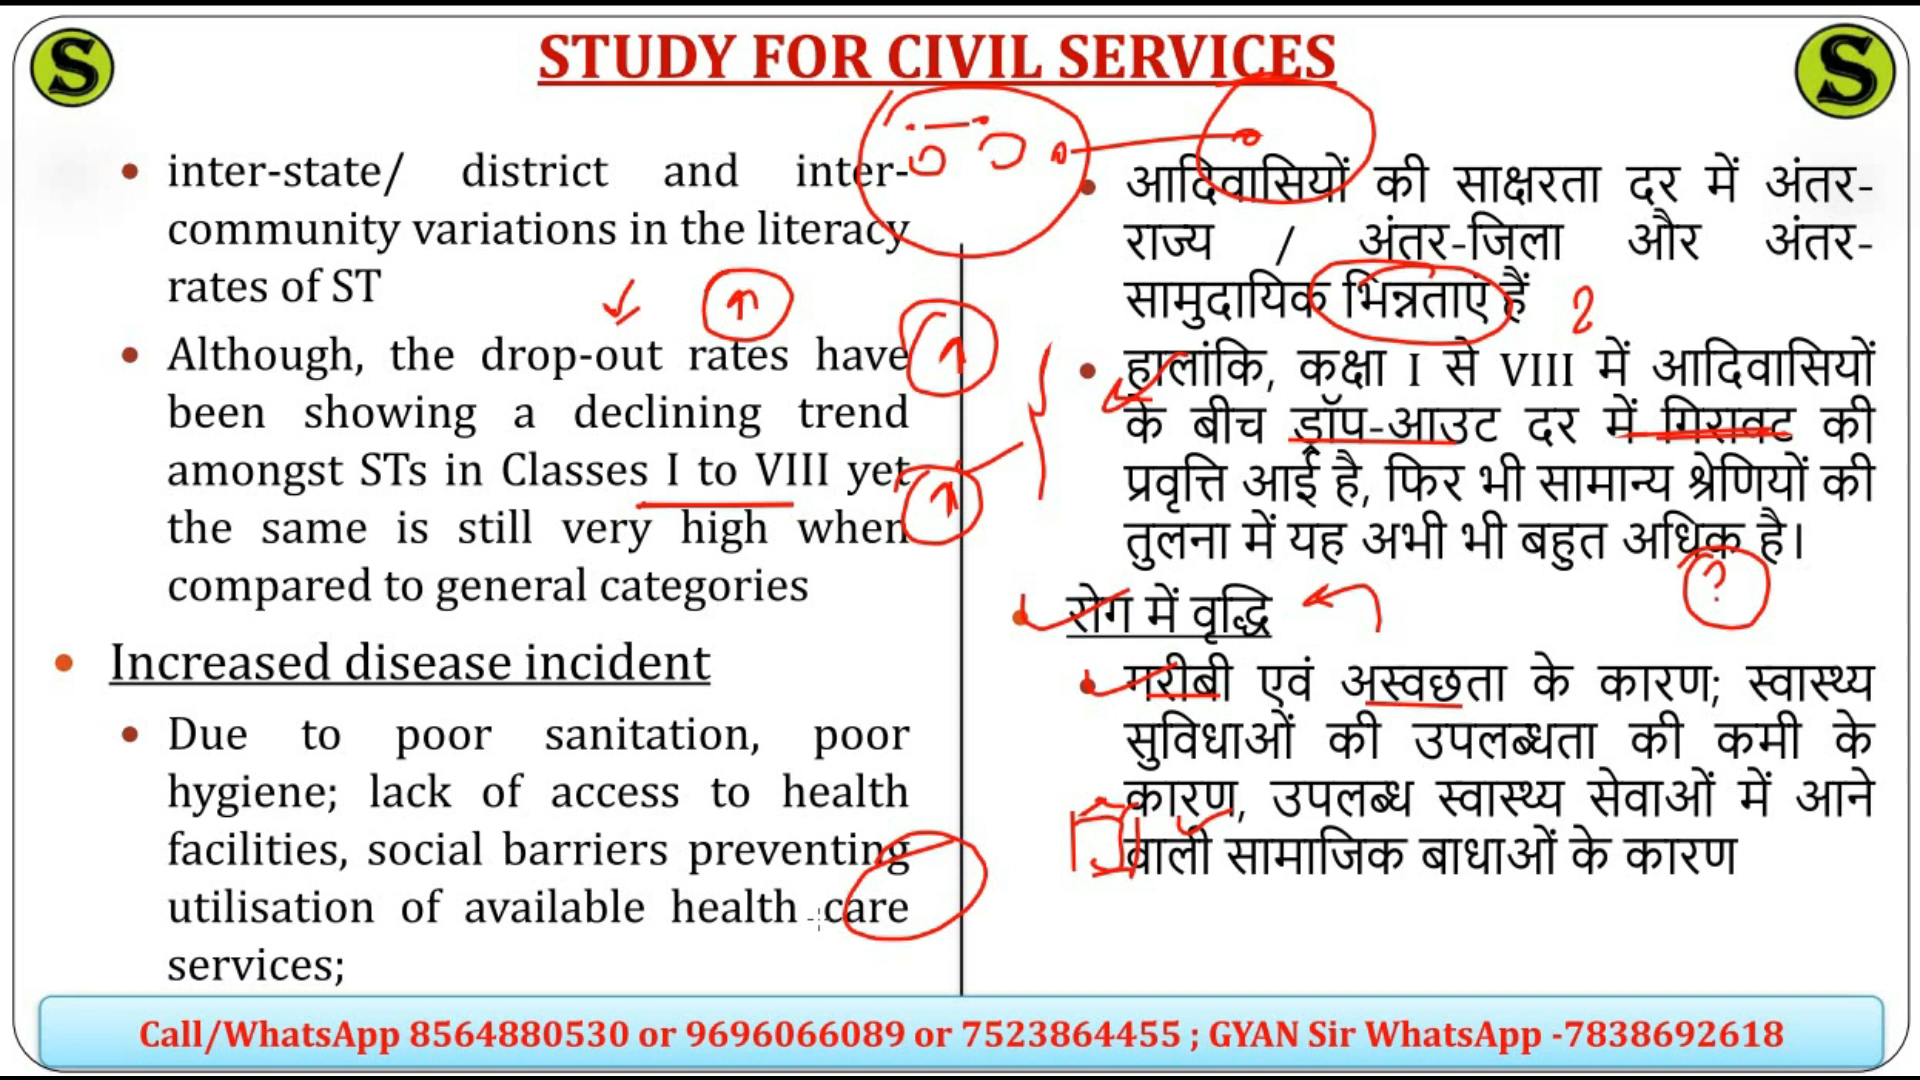 S
STUDY FOR CIVIL SERVICES
S
inter-state/ district and inter-
community variations in the literacy
rates of ST
Although, the drop-out rates have
been showing a declining trend
amongst STs in Classes I to VIII yet
the same is still very high when
compared to general categories
Increased disease incident
Due to poor sanitation, poor
hygiene; lack of access to health
facilities, social barriers preventing
utilisation of available health care
services;
आदिवासियों की साक्षरता दर में अंतर-
राज्य / अंतर-जिला और अंतर-
सामुदायिक भिन्नताएं हैं
हालांकि, कक्षा I से VIII में आदिवासियों
के बीच ड्रॉप-आउट दर में गिरावट की
प्रवृत्ति आई है, फिर भी सामान्य श्रेणियों की
तुलना में यह अभी भी बहुत अधिक है।
?
रोग में वृद्धि
गरीबी एवं अस्वछता के कारण; स्वास्थ्य
सुविधाओं की उपलब्धता की कमी के
कारण, उपलब्ध स्वास्थ्य सेवाओं में आने
वाली सामाजिक बाधाओं के कारण
Call/WhatsApp 8564880530 or 9696066089 or 7523864455 ; GYAN Sir WhatsApp -7838692618